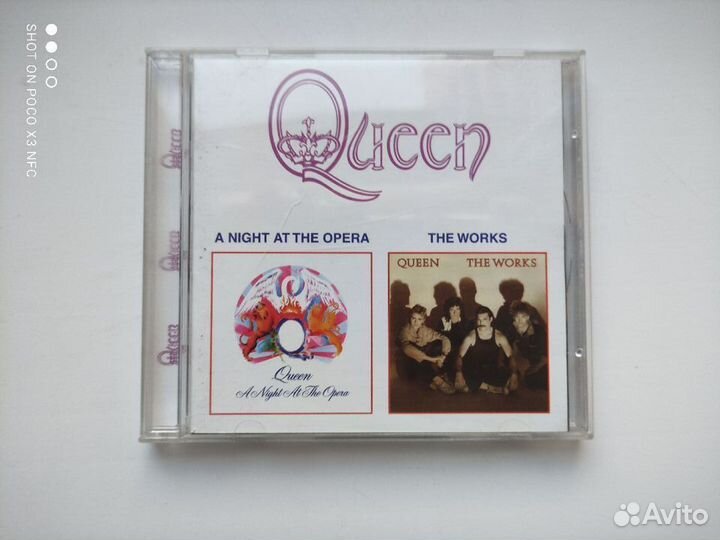 SHOT ON POCO X3 NFC
Queen
Queen
Queen
Queen
A NIGHT AT THE OPERA
THE WORKS
Queen
A Night At The Opera
QUEEN THE WORKS
Avito